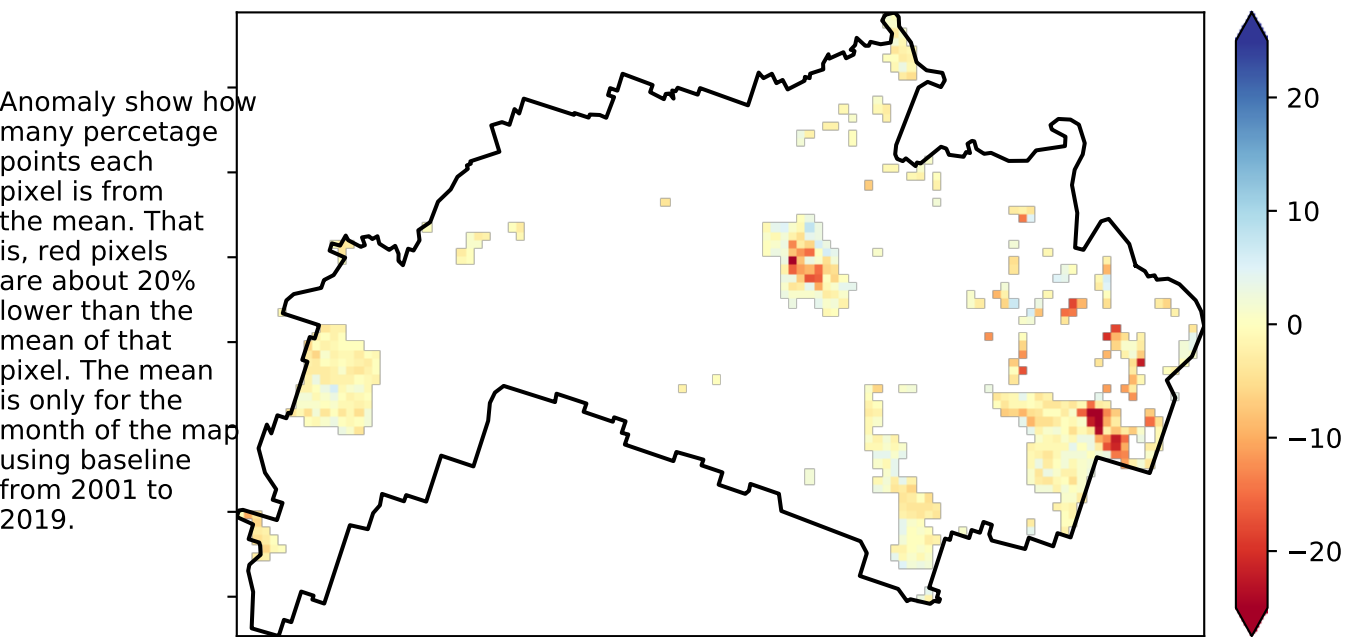 Anomaly show how
many percetage
points each
pixel is from
the mean. That
is, red pixels
are about 20%
lower than the
mean of that
pixel. The mean
is only for the
month of the map
using baseline
from 2001 to
2019.
20
10
0
−10
−20